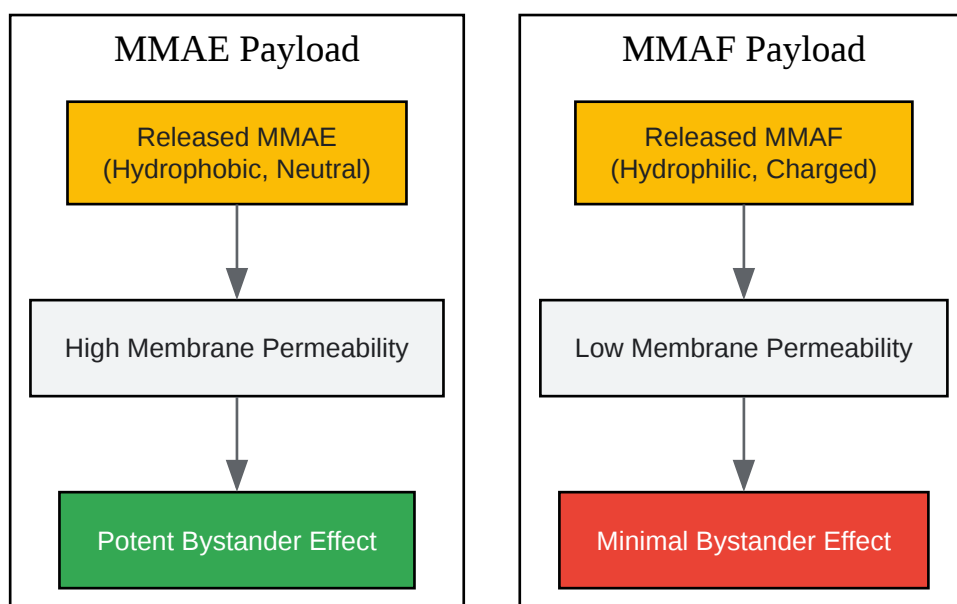 MMAE Payload
Released MMAE
(Hydrophobic, Neutral)
High Membrane Permeability
Potent Bystander Effect
MMAF Payload
Released MMAF
(Hydrophilic, Charged)
Low Membrane Permeability
Minimal Bystander Effect